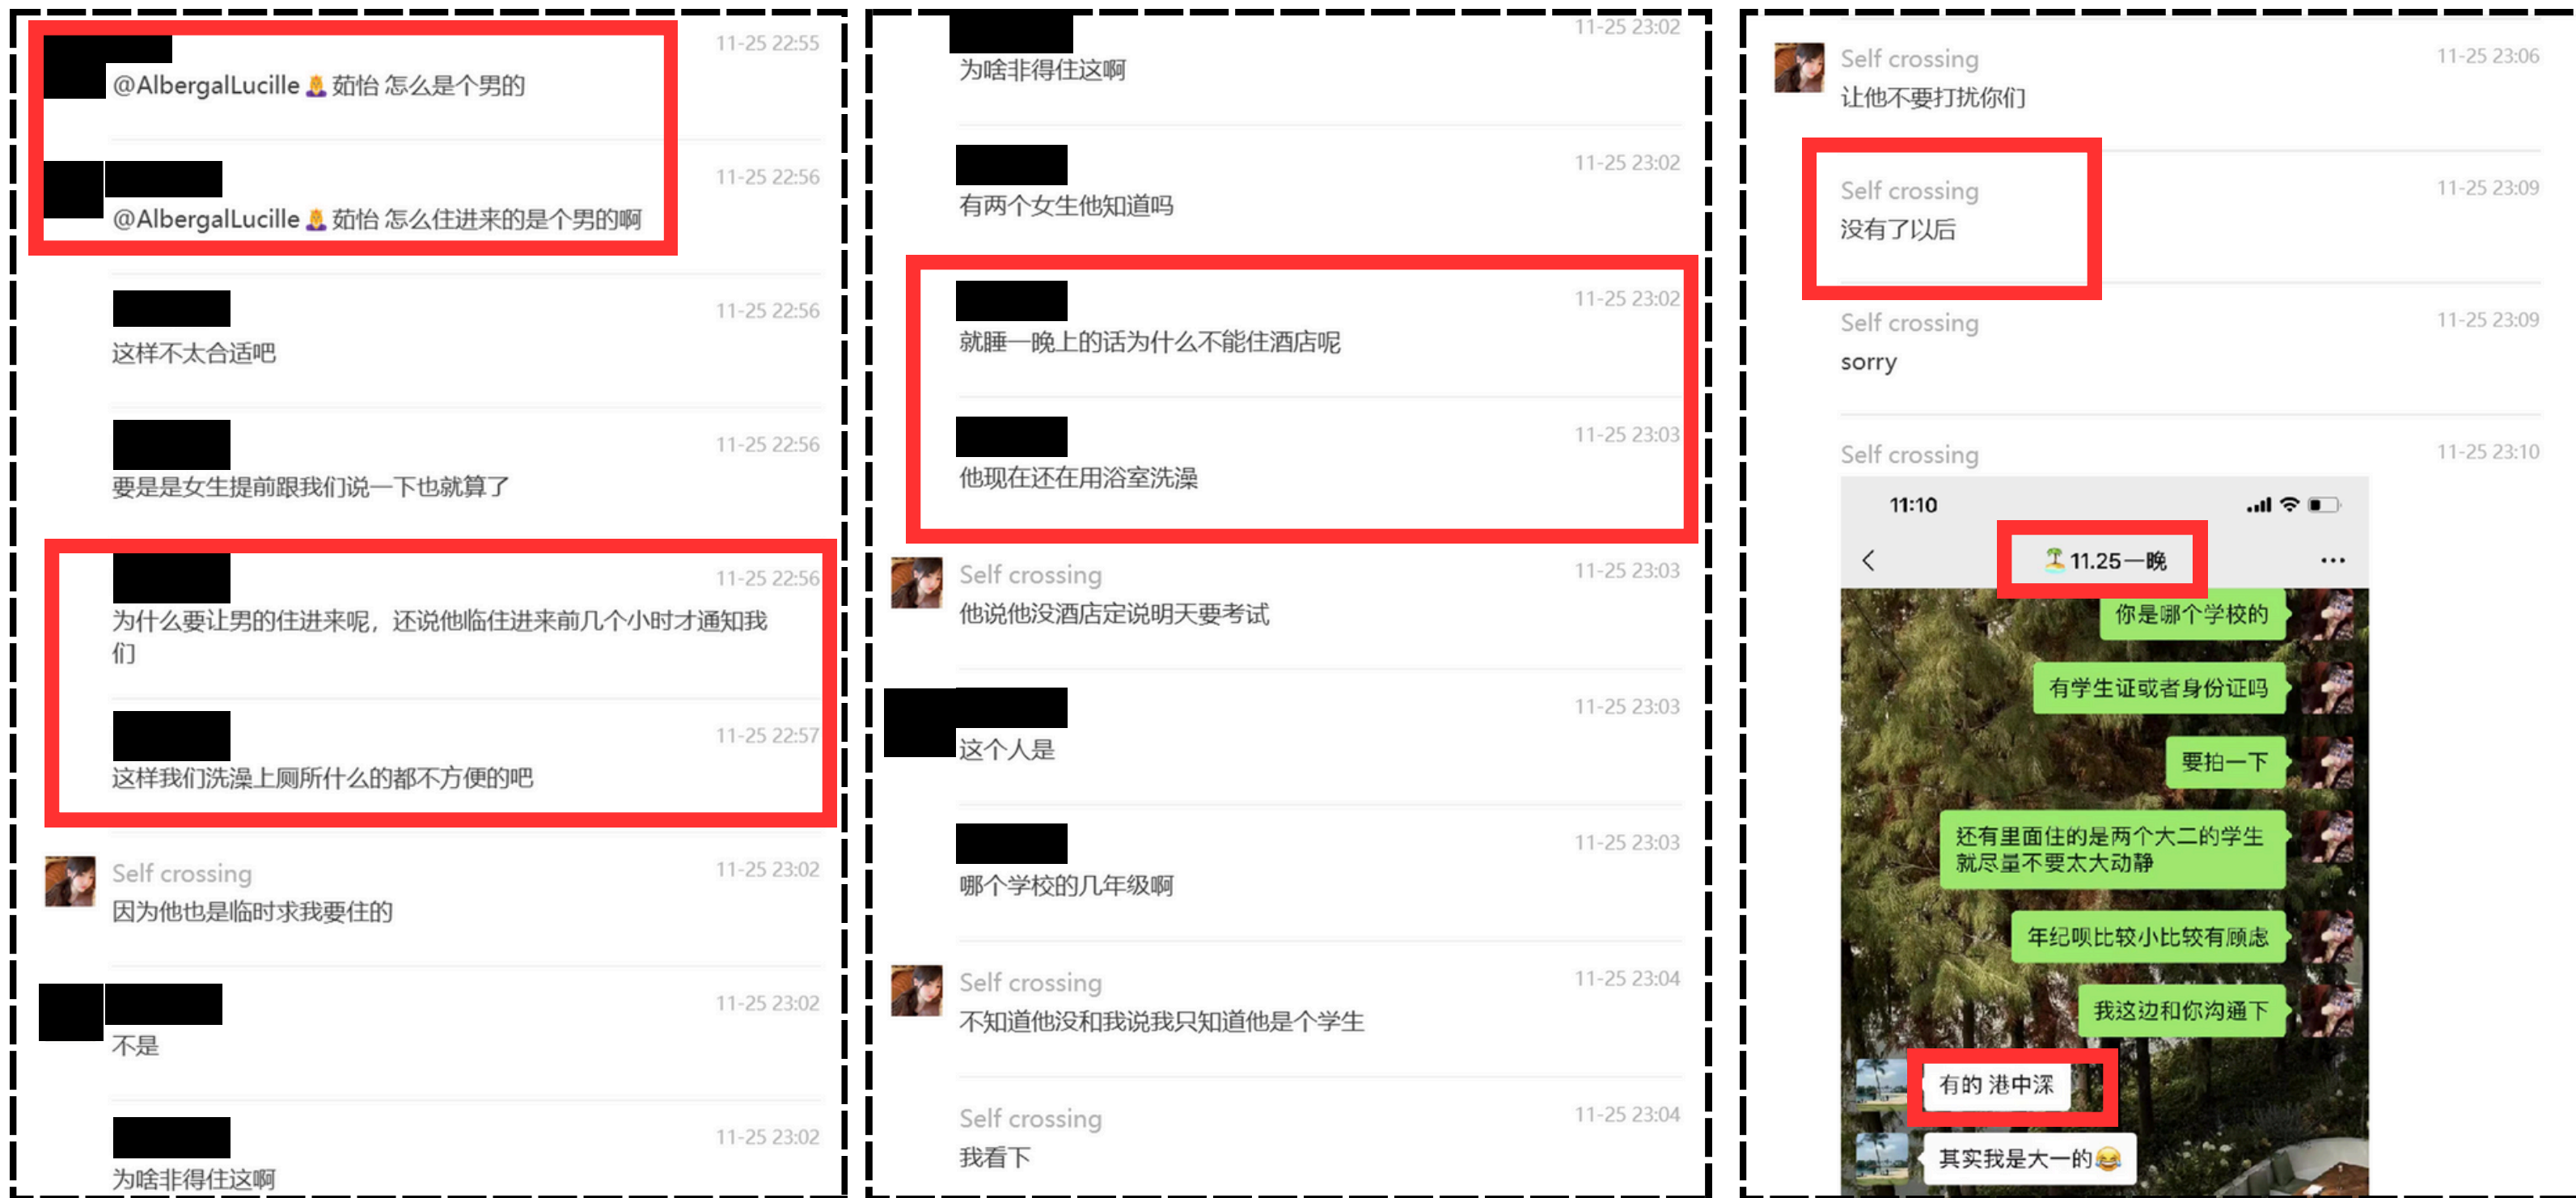 11-25 22:55
@AlbergalLucille🧜‍♀️茹怡 怎么是个男的
11-25 22:56
@AlbergalLucille🧜‍♀️茹怡 怎么住进来的是个男的啊
11-25 22:56
这样不太合适吧
11-25 22:56
要是是女生提前跟我们说一下也就算了
11-25 22:56
为什么要让男的住进来呢，还说他临住进来前几个小时才通知我
们
11-25 22:57
这样我们洗澡上厕所什么的都不方便的吧
Self crossing
11-25 23:02
因为他也是临时求我要住的
11-25 23:02
不是
11-25 23:02
为啥非得住这啊
11-25 23:02
为啥非得住这啊
11-25 23:02
有两个女生他知道吗
11-25 23:02
就睡一晚上的话为什么不能住酒店呢
11-25 23:03
他现在还在用浴室洗澡
Self crossing
11-25 23:03
他说他没酒店定说明天要考试
11-25 23:03
这个人是
11-25 23:03
哪个学校的几年级啊
Self crossing
11-25 23:04
不知道他没和我说我只知道他是个学生
Self crossing
11-25 23:04
我看下
Self crossing
11-25 23:06
让他不要打扰你们
Self crossing
11-25 23:09
没有了以后
Self crossing
11-25 23:09
sorry
Self crossing
11-25 23:10
11:10
🏝️11.25一晚
你是哪个学校的
有学生证或者身份证吗
要拍一下
还有里面住的是两个大二的学生
就尽量不要太大动静
年纪呗比较小比较有顾虑
我这边和你沟通下
有的 港中深
其实我是大一的😂